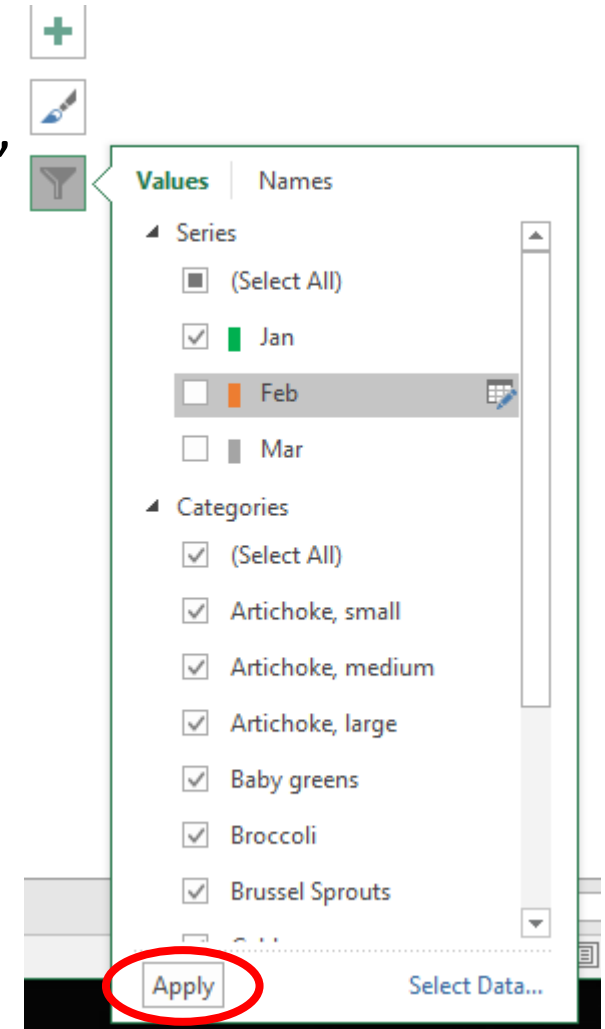 ,
Values Names
Series
(Select All)
Jan
Feb
Mar
Categories
(Select All)
Artichoke, small
Artichoke, medium
Artichoke, large
Baby greens
Broccoli
Brussel Sprouts
Apply Select Data...